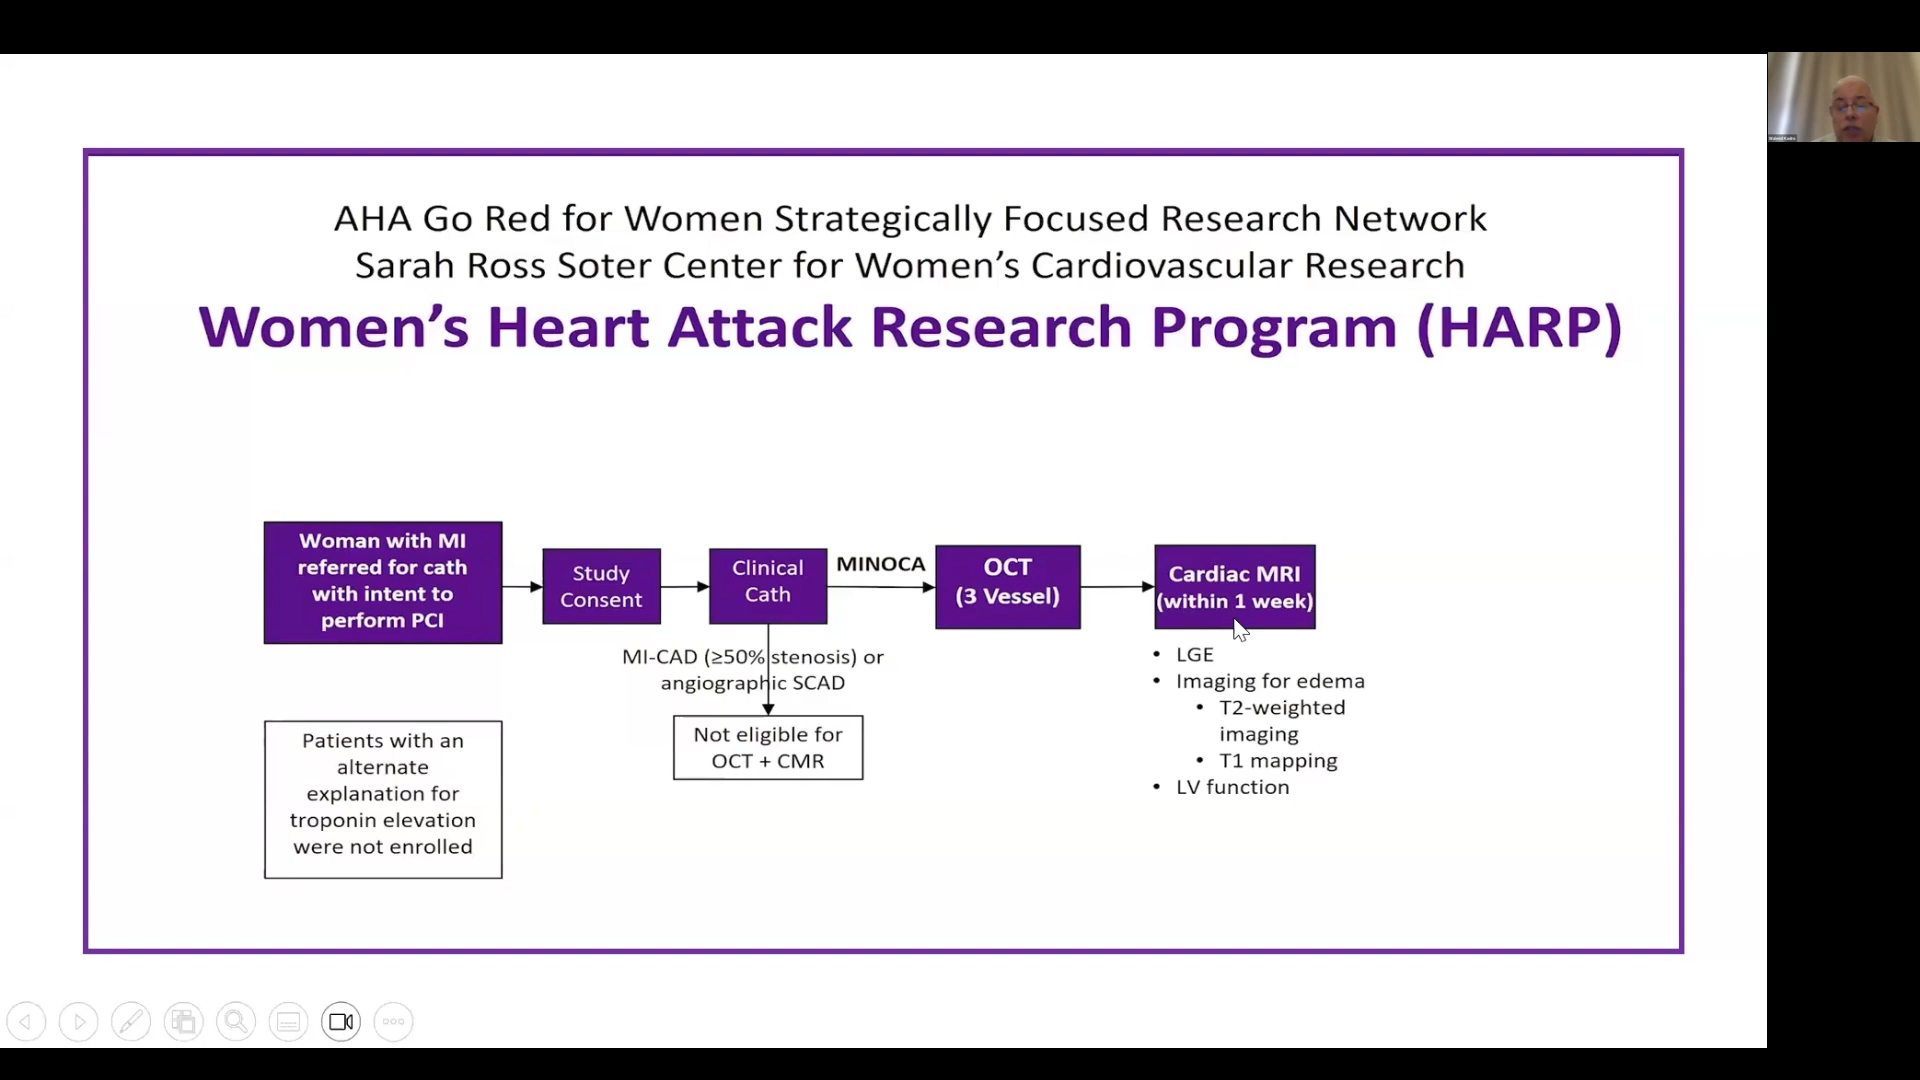 AHA Go Red for Women Strategically Focused Research Network
Sarah Ross Soter Center for Women’s Cardiovascular Research
Women’s Heart Attack Research Program (HARP)
Woman with MI
referred for cath
with intent to
perform PCI
Study
Consent
Clinical
Cath
MINOCA
OCT
(3 Vessel)
Cardiac MRI
(within 1 week)
MI-CAD (≥50% stenosis) or
angiographic SCAD
Not eligible for
OCT + CMR
• LGE
• Imaging for edema
• T2-weighted
imaging
• T1 mapping
• LV function
Patients with an
alternate
explanation for
troponin elevation
were not enrolled